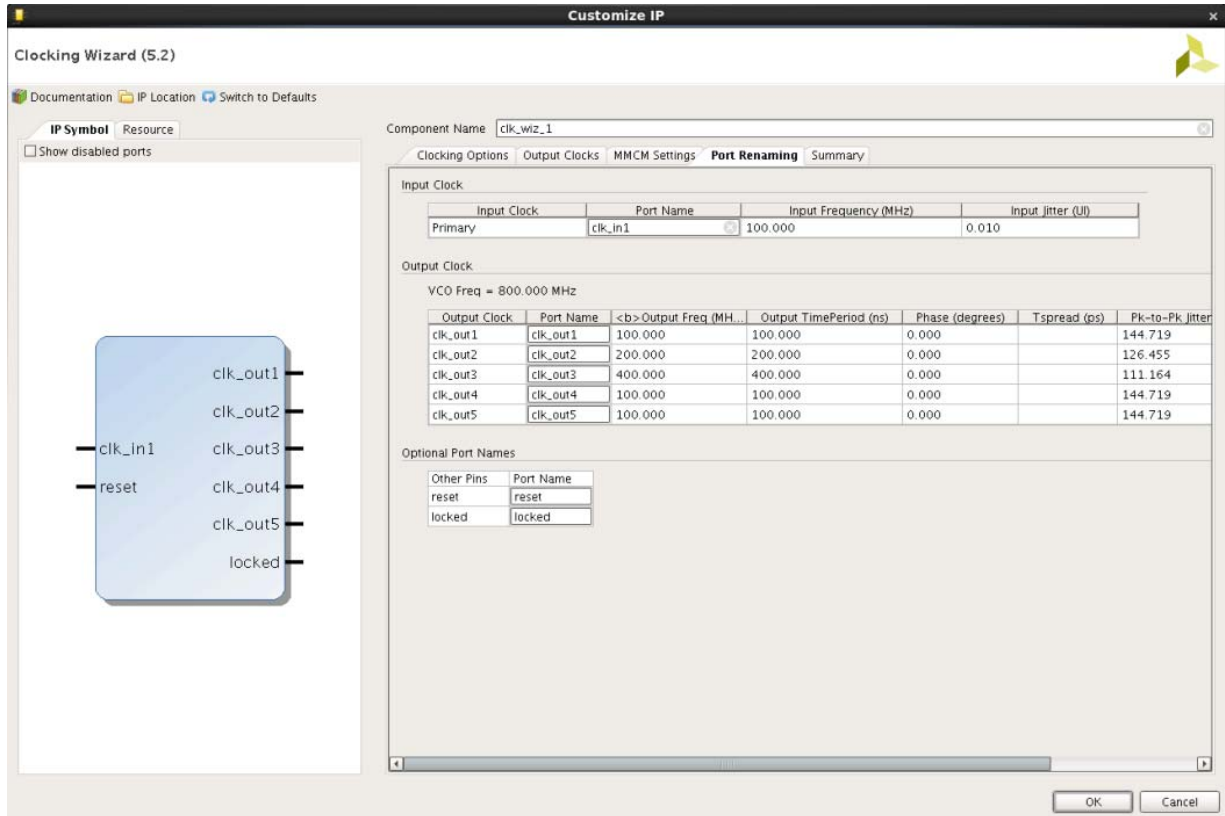 Customize IP
Clocking Wizard (5.2)
Documentation IP Location Switch to Defaults
IP Symbol Resource
Show disabled ports
clk_in1
reset
clk_out1
clk_out2
clk_out3
clk_out4
clk_out5
locked
Component Name clk_wiz_1
Clocking Options Output Clocks MMCM Settings Port Renaming Summary
Input Clock
Input Clock Port Name Input Frequency (MHz) Input Jitter (UI)
Primary clk_in1 100.000 0.010
Output Clock
VCO Freq = 800.000 MHz
Output Clock Port Name <b>Output Freq (MH... Output TimePeriod (ns) Phase (degrees) Tspread (ps) Pk-to-Pk Jitter
clk_out1 clk_out1 100.000 100.000 0.000 144.719
clk_out2 clk_out2 200.000 200.000 0.000 126.455
clk_out3 clk_out3 400.000 400.000 0.000 111.164
clk_out4 clk_out4 100.000 100.000 0.000 144.719
clk_out5 clk_out5 100.000 100.000 0.000 144.719
Optional Port Names
Other Pins Port Name
reset reset
locked locked
OK Cancel